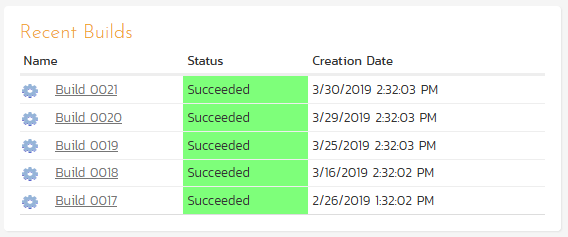 Recent Builds
Name Status Creation Date
Build 0021 Succeeded 3/30/2019 2:32:03 PM
Build 0020 Succeeded 3/29/2019 2:32:03 PM
Build 0019 Succeeded 3/25/2019 2:32:03 PM
Build 0018 Succeeded 3/16/2019 2:32:02 PM
Build 0017 Succeeded 2/26/2019 1:32:02 PM